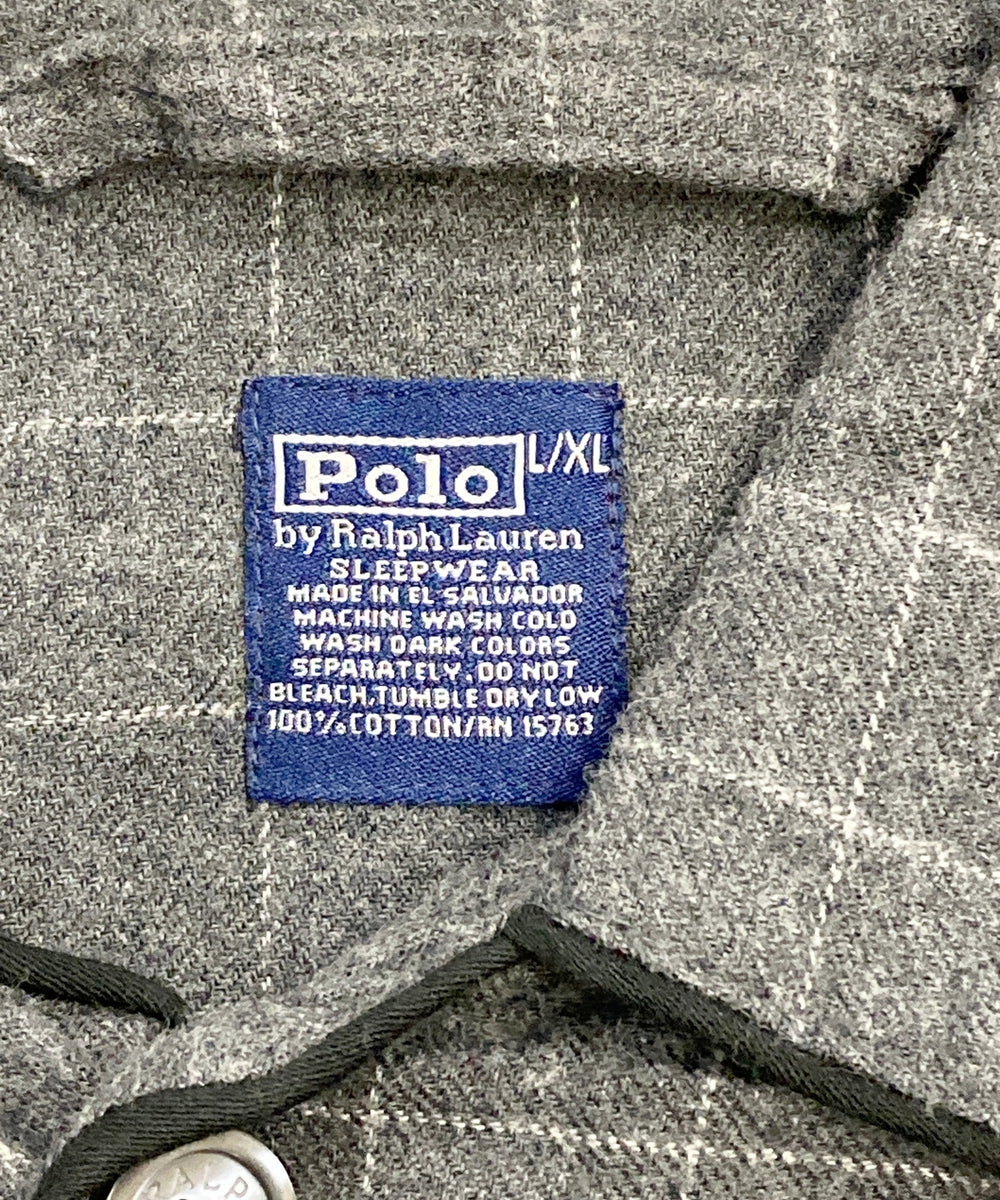 Polo L/XL
by Ralph Lauren
SLEEPWEAR
MADE IN EL SALVADOR
MACHINE WASH COLD
WASH DARK COLORS
SEPARATELY. DO NOT
BLEACH, TUMBLE DRY LOW
100% COTTON/RN 15763
RALP